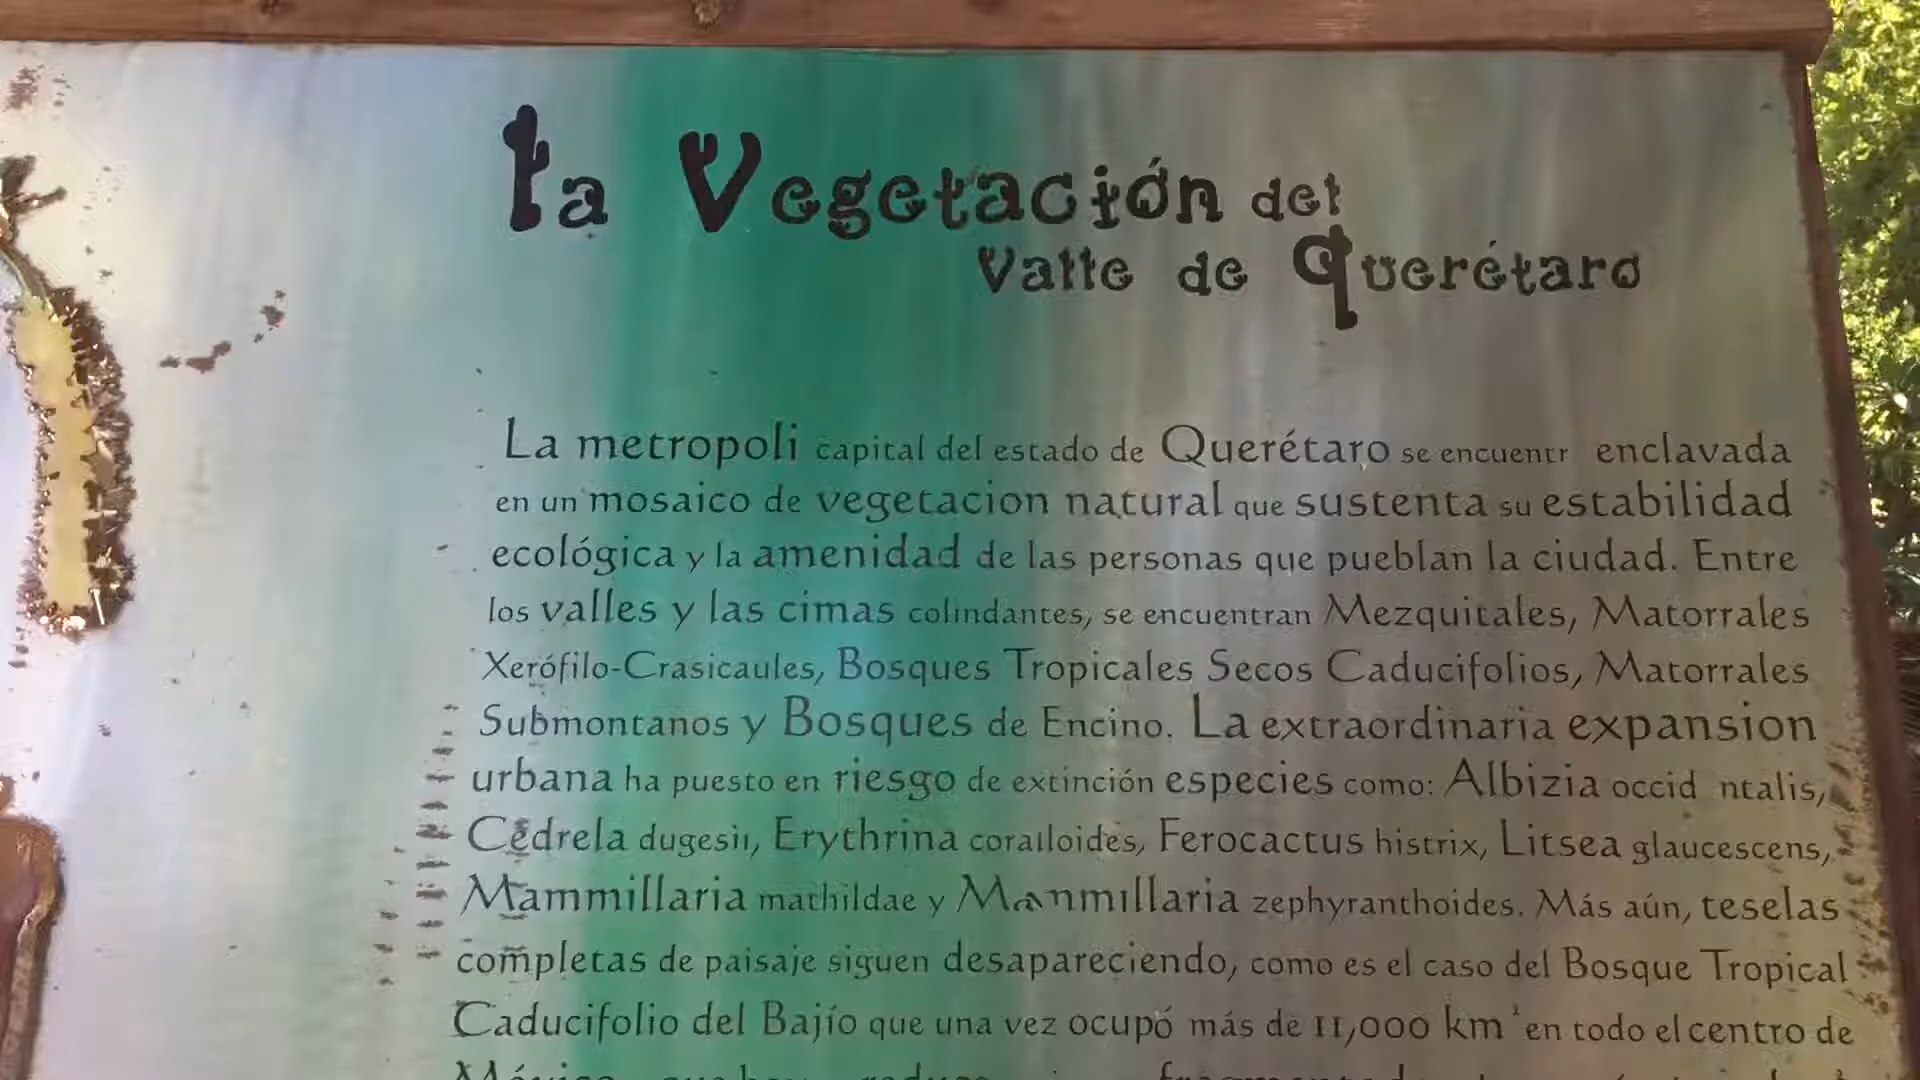 La Vegetación del
Valle de Querétaro
La metropoli capital del estado de Querétaro se encuentr enclavada
en un mosaico de vegetacion natural que sustenta su estabilidad
ecológica y la amenidad de las personas que pueblan la ciudad. Entre
los valles y las cimas colindantes, se encuentran Mezquitales, Matorrales
Xerófilo-Crasicaules, Bosques Tropicales Secos Caducifolios, Matorrales
Submontanos y Bosques de Encino. La extraordinaria expansion
urbana ha puesto en riesgo de extinción especies como: Albizia occid ntalis,
Cedrela dugesii, Erythrina coralloides, Ferocactus histrix, Litsea glaucescens,
Mammillaria mathildae y Mammillaria zephyranthoides. Más aún, teselas
completas de paisaje siguen desapareciendo, como es el caso del Bosque Tropical
Caducifolio del Bajío que una vez ocupó más de 11,000 km² en todo el centro de
México